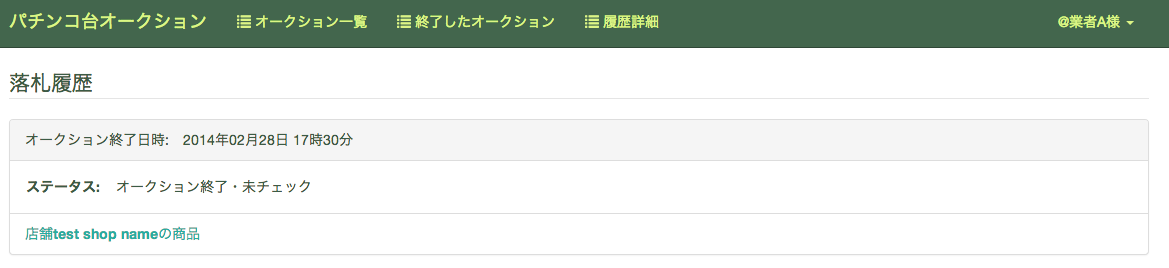 パチンコ台オークション オークション一覧 終了したオークション 履歴詳細 @業者A様
落札履歴
オークション終了日時: 2014年02月28日 17時30分
ステータス: オークション終了・未チェック
店舗test shop nameの商品